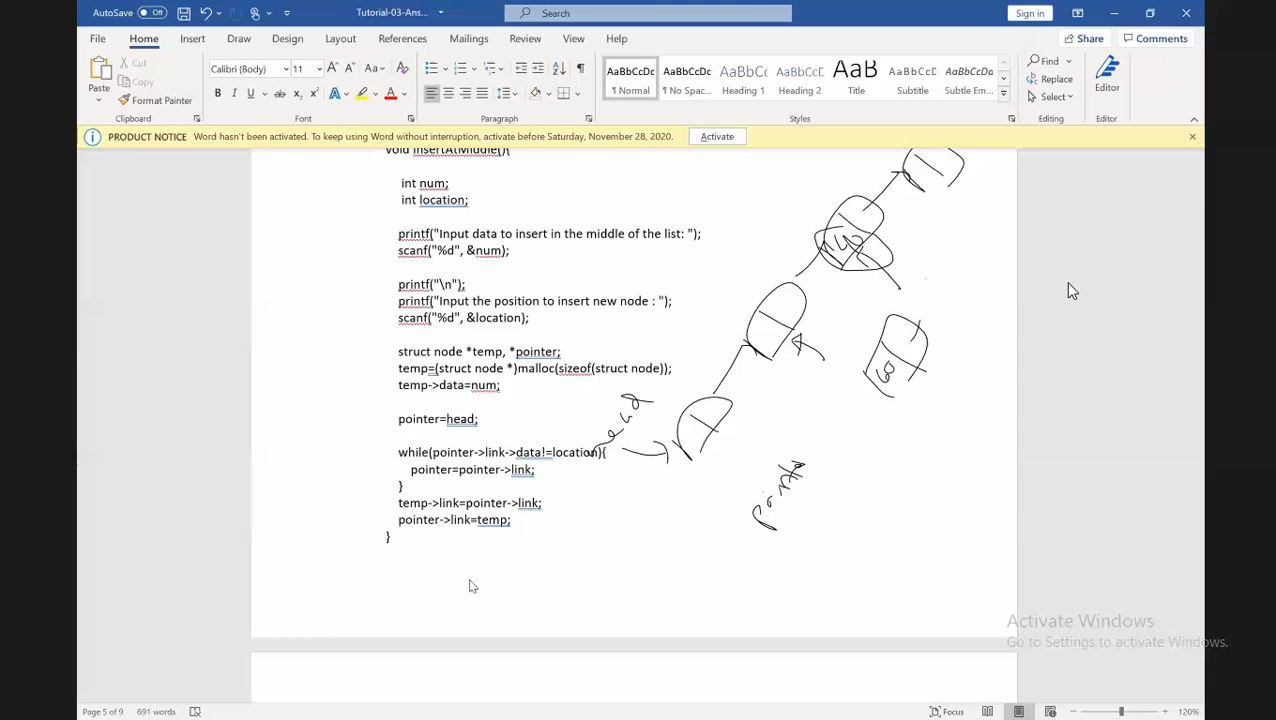 AutoSave Off Tutorial-03-Ans... Search Sign in
File Home Insert Draw Design Layout References Mailings Review View Help Share Comments
Paste Cut Copy Format Painter
Calibri (Body) 11
AaBbCcDc AaBbCcDc AaBbCc AaBbCc AaB AaBbCcD AaBbCcDc
¶ Normal ¶ No Spac... Heading 1 Heading 2 Title Subtitle Subtle Em...
Find Replace Select Editor
Clipboard Font Paragraph Styles Editing Editor
PRODUCT NOTICE Word hasn't been activated. To keep using Word without interruption, activate before Saturday, November 28, 2020. Activate
void insertAtMiddle(){
int num;
int location;
printf("Input data to insert in the middle of the list: ");
scanf("%d", &num);
printf("\n");
printf("Input the position to insert new node : ");
scanf("%d", &location);
struct node *temp, *pointer;
temp=(struct node *)malloc(sizeof(struct node));
temp->data=num;
pointer=head;
while(pointer->link->data!=location){
pointer=pointer->link;
}
temp->link=pointer->link;
pointer->link=temp;
}
head
Activate Windows
Go to Settings to activate Windows.
Page 5 of 9 691 words Focus 120%